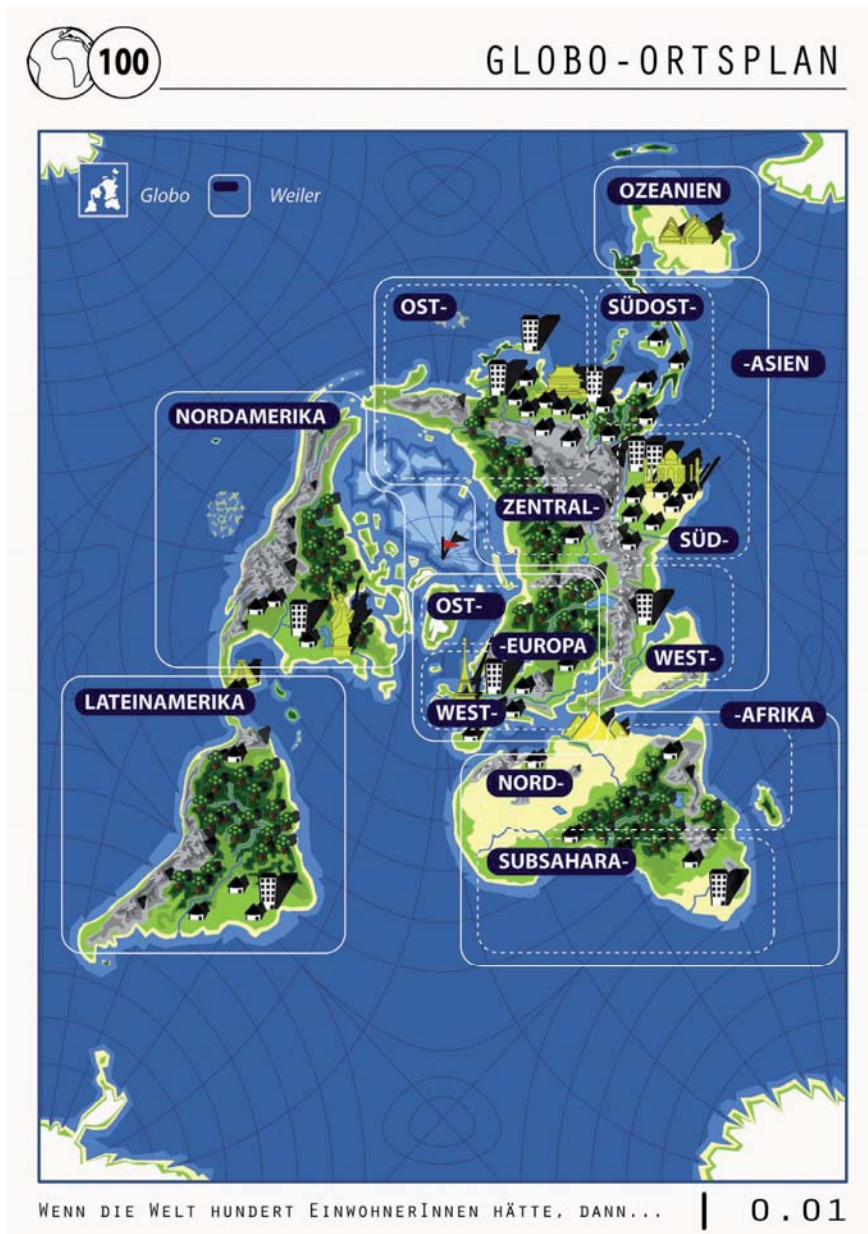 100
GLOBO-ORTSPLAN
Globo
Weiler
OZEANIEN
OST-
SÜDOST-
-ASIEN
NORDAMERIKA
ZENTRAL-
SÜD-
OST-
-EUROPA
WEST-
WEST-
LATEINAMERIKA
-AFRIKA
NORD-
SUBSAHARA-
WENN DIE WELT HUNDERT EINWOHNERINNEN HÄTTE, DANN...
0.01